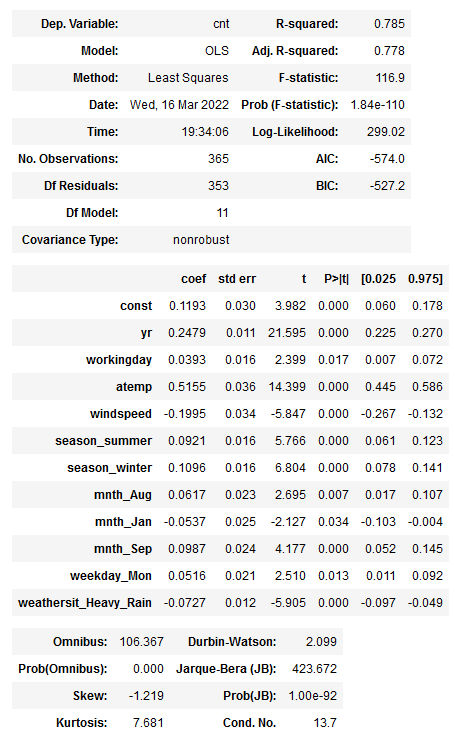 Dep. Variable: cnt R-squared: 0.785
Model: OLS Adj. R-squared: 0.778
Method: Least Squares F-statistic: 116.9
Date: Wed, 16 Mar 2022 Prob (F-statistic): 1.84e-110
Time: 19:34:06 Log-Likelihood: 299.02
No. Observations: 365 AIC: -574.0
Df Residuals: 353 BIC: -527.2
Df Model: 11
Covariance Type: nonrobust
coef std err t P>|t| [0.025 0.975]
const 0.1193 0.030 3.982 0.000 0.060 0.178
yr 0.2479 0.011 21.595 0.000 0.225 0.270
workingday 0.0393 0.016 2.399 0.017 0.007 0.072
atemp 0.5155 0.036 14.399 0.000 0.445 0.586
windspeed -0.1995 0.034 -5.847 0.000 -0.267 -0.132
season_summer 0.0921 0.016 5.766 0.000 0.061 0.123
season_winter 0.1096 0.016 6.804 0.000 0.078 0.141
mnth_Aug 0.0617 0.023 2.695 0.007 0.017 0.107
mnth_Jan -0.0537 0.025 -2.127 0.034 -0.103 -0.004
mnth_Sep 0.0987 0.024 4.177 0.000 0.052 0.145
weekday_Mon 0.0516 0.021 2.510 0.013 0.011 0.092
weathersit_Heavy_Rain -0.0727 0.012 -5.905 0.000 -0.097 -0.049
Omnibus: 106.367 Durbin-Watson: 2.099
Prob(Omnibus): 0.000 Jarque-Bera (JB): 423.672
Skew: -1.219 Prob(JB): 1.00e-92
Kurtosis: 7.681 Cond. No. 13.7